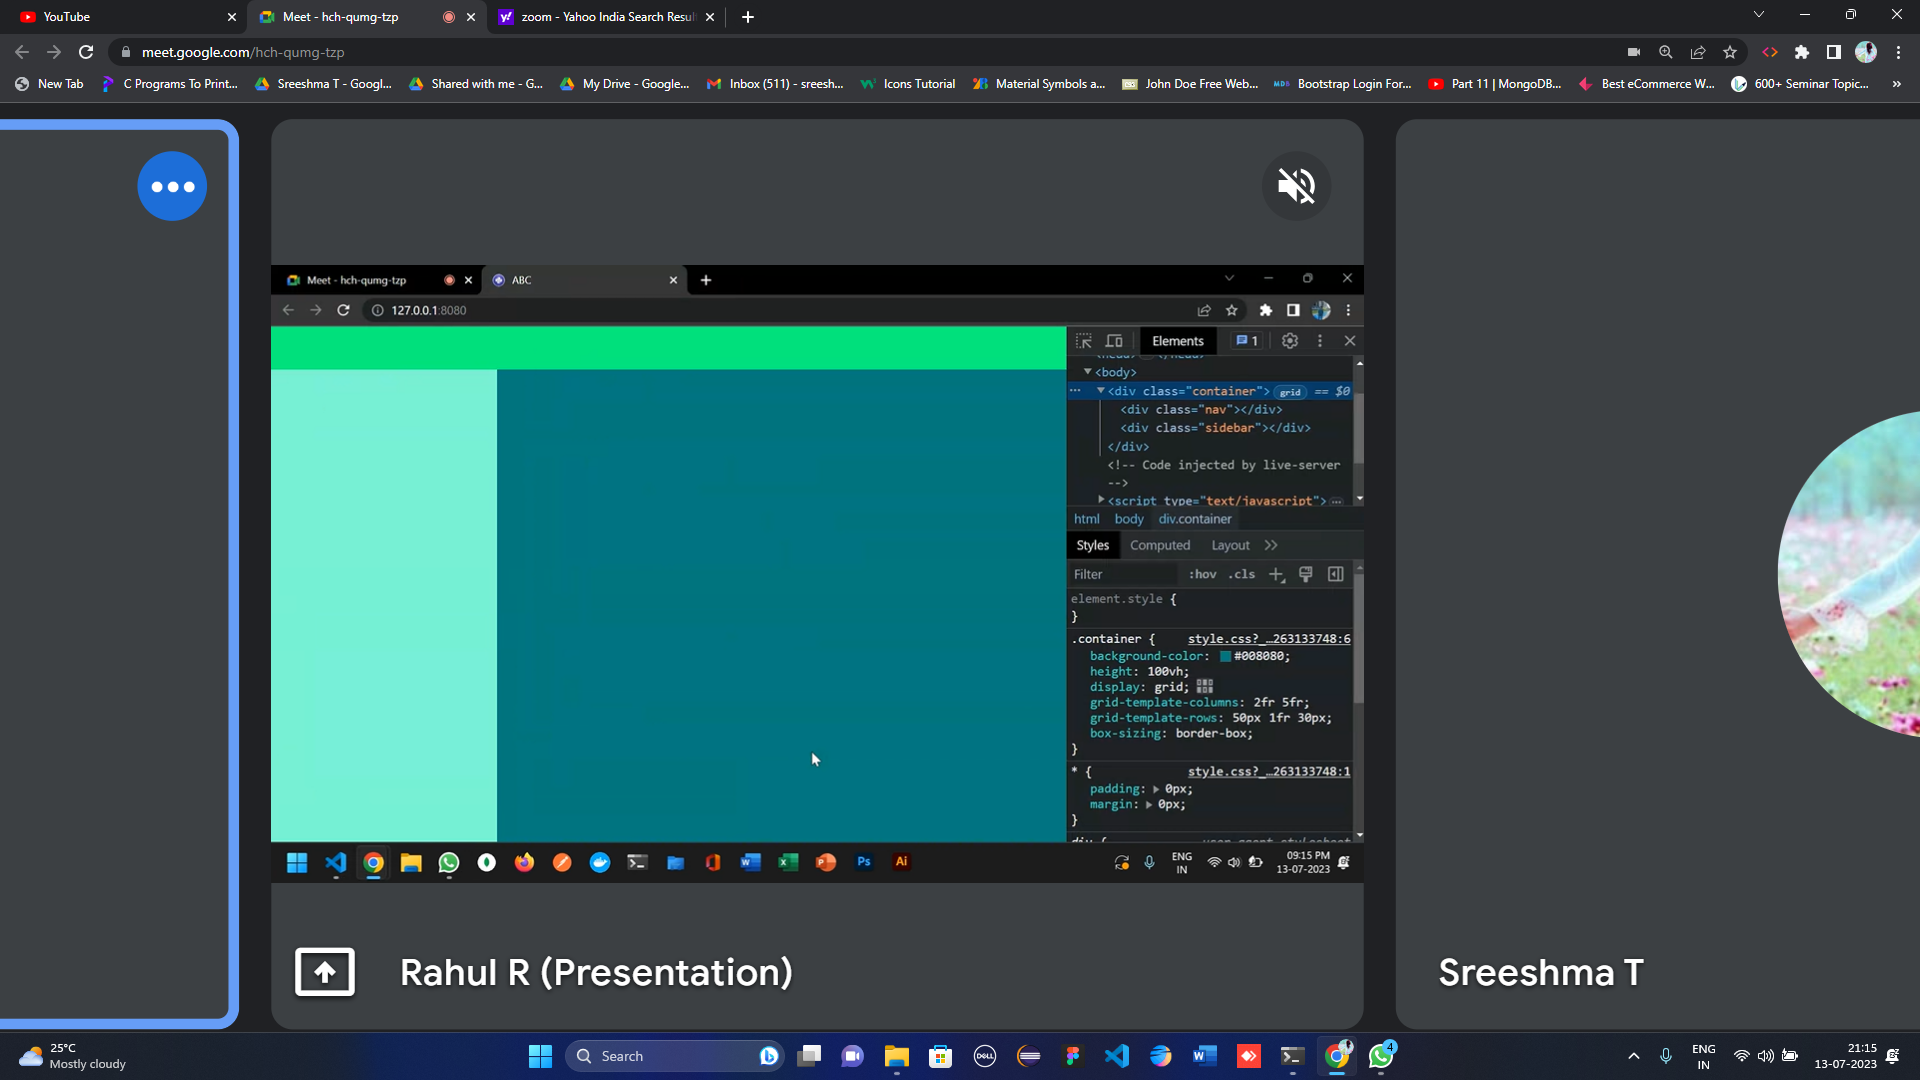 YouTube
Meet - hch-qumg-tzp
zoom - Yahoo India Search Resul
meet.google.com/hch-qumg-tzp
New Tab
C Programs To Print...
Sreeshma T - Googl...
Shared with me - G...
My Drive - Google...
Inbox (511) - sreesh...
Icons Tutorial
Material Symbols a...
John Doe Free Web...
Bootstrap Login For...
Part 11 | MongoDB...
Best eCommerce W...
600+ Seminar Topic...
»
Meet - hch-qumg-tzp
ABC
127.0.0.1:8080
Elements
1
<body>
<div class="container"> grid == $0
<div class="nav"></div>
<div class="sidebar"></div>
</div>
<!-- Code injected by live-server
-->
<script type="text/javascript">
html body div.container
Styles Computed Layout
Filter :hov .cls
element.style {
}
.container { style.css?_…263133748:6
background-color: #008080;
height: 100vh;
display: grid;
grid-template-columns: 2fr 5fr;
grid-template-rows: 50px 1fr 30px;
box-sizing: border-box;
}
* { style.css?_…263133748:1
padding: 0px;
margin: 0px;
}
ENG
IN
09:15 PM
13-07-2023
Rahul R (Presentation)
Sreeshma T
25°C
Mostly cloudy
Search
DELL
4
ENG
IN
21:15
13-07-2023